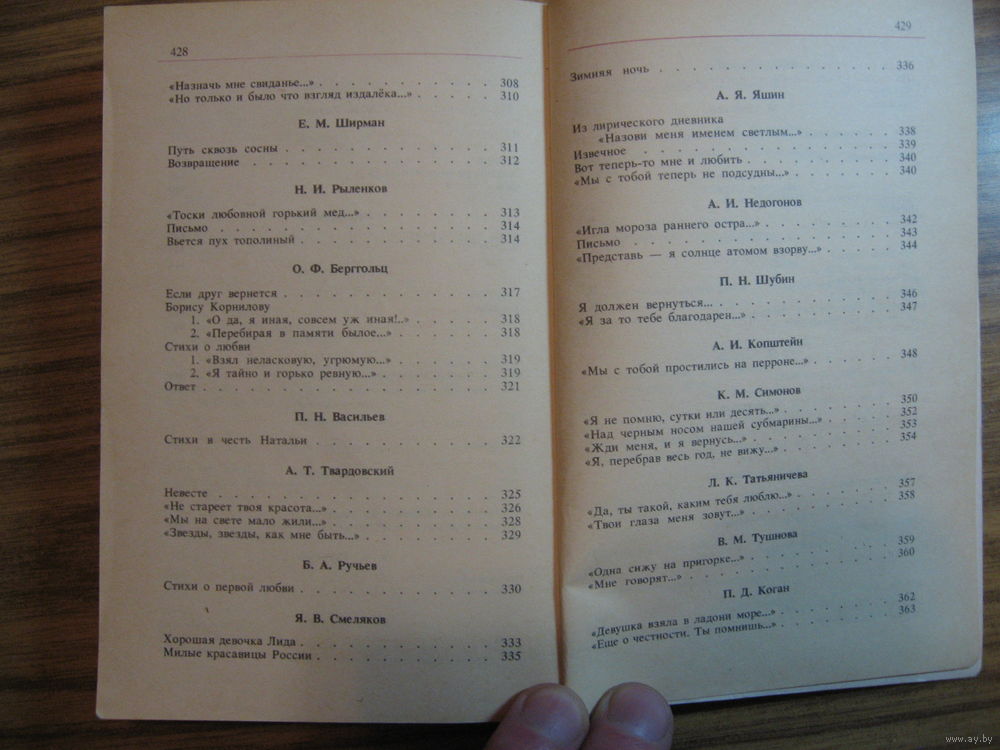 428
«Назначь мне свиданье...» . . . . . . . . . . 308
«Но только и было что взгляд издалёка...» . . . . . 310
Е. М. Ширман
Путь сквозь сосны . . . . . . . . . . . . 311
Возвращение . . . . . . . . . . . . . . 312
Н. И. Рыленков
«Тоски любовной горький мед...» . . . . . . . . 313
Письмо . . . . . . . . . . . . . . . . 314
Вьется пух тополиный . . . . . . . . . . . 314
О. Ф. Берггольц
Если друг вернется . . . . . . . . . . . . 317
Борису Корнилову
1. «О да, я иная, совсем уж иная!..» . . . . . 318
2. «Перебирая в памяти былое...» . . . . . . 318
Стихи о любви
1. «Взял неласковую, угрюмую...» . . . . . . 319
2. «Я тайно и горько ревную...» . . . . . . . 319
Ответ . . . . . . . . . . . . . . . . 321
П. Н. Васильев
Стихи в честь Натальи . . . . . . . . . . . 322
А. Т. Твардовский
Невесте . . . . . . . . . . . . . . . 325
«Не стареет твоя красота...» . . . . . . . . . 326
«Мы на свете мало жили...» . . . . . . . . . 328
«Звезды, звезды, как мне быть...» . . . . . . . 329
Б. А. Ручьев
Стихи о первой любви . . . . . . . . . . . 330
Я. В. Смеляков
Хорошая девочка Лида . . . . . . . . . . . 333
Милые красавицы России . . . . . . . . . . 335
429
Зимняя ночь . . . . . . . . . . . . . 336
А. Я. Яшин
Из лирического дневника
«Назови меня именем светлым...» . . . . . . 338
Извечное . . . . . . . . . . . . . . 339
Вот теперь-то мне и любить . . . . . . . . . 340
«Мы с тобой теперь не подсудны...» . . . . . . 340
А. И. Недогонов
«Игла мороза раннего остра...» . . . . . . . . 342
Письмо . . . . . . . . . . . . . . . 343
«Представь — я солнце атомом взорву...» . . . . . 344
П. Н. Шубин
Я должен вернуться... . . . . . . . . . . . 346
«Я за то тебе благодарен...» . . . . . . . . . 347
А. И. Копштейн
«Мы с тобой простились на перроне...» . . . . . 348
К. М. Симонов
«Я не помню, сутки или десять...» . . . . . . . 350
«Над черным носом нашей субмарины...» . . . . . 352
«Жди меня, и я вернусь...» . . . . . . . . . 353
«Я, перебрав весь год, не вижу...» . . . . . . . 354
Л. К. Татьяничева
«Да, ты такой, каким тебя люблю...» . . . . . . 357
«Твои глаза меня зовут...» . . . . . . . . . 358
В. М. Тушнова
«Одна сижу на пригорке...» . . . . . . . . . 359
«Мне говорят...» . . . . . . . . . . . . 360
П. Д. Коган
«Девушка взяла в ладони море...» . . . . . . . 362
«Еще о честности. Ты помнишь...» . . . . . . . 363
www.ay.by